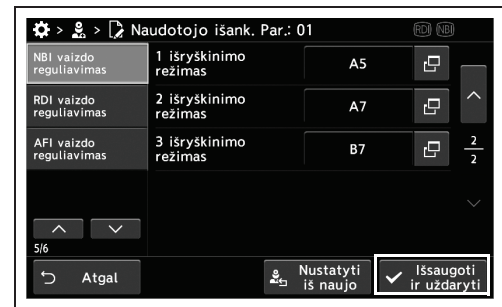 > > Naudotojo išank. Par.: 01 RDI NBI
NBI vaizdo
reguliavimas
RDI vaizdo
reguliavimas
AFI vaizdo
reguliavimas
5/6
1 išryškinimo
režimas
A5
2 išryškinimo
režimas
A7
3 išryškinimo
režimas
B7
2
2
Atgal
Nustatyti
iš naujo
Išsaugoti
ir uždaryti